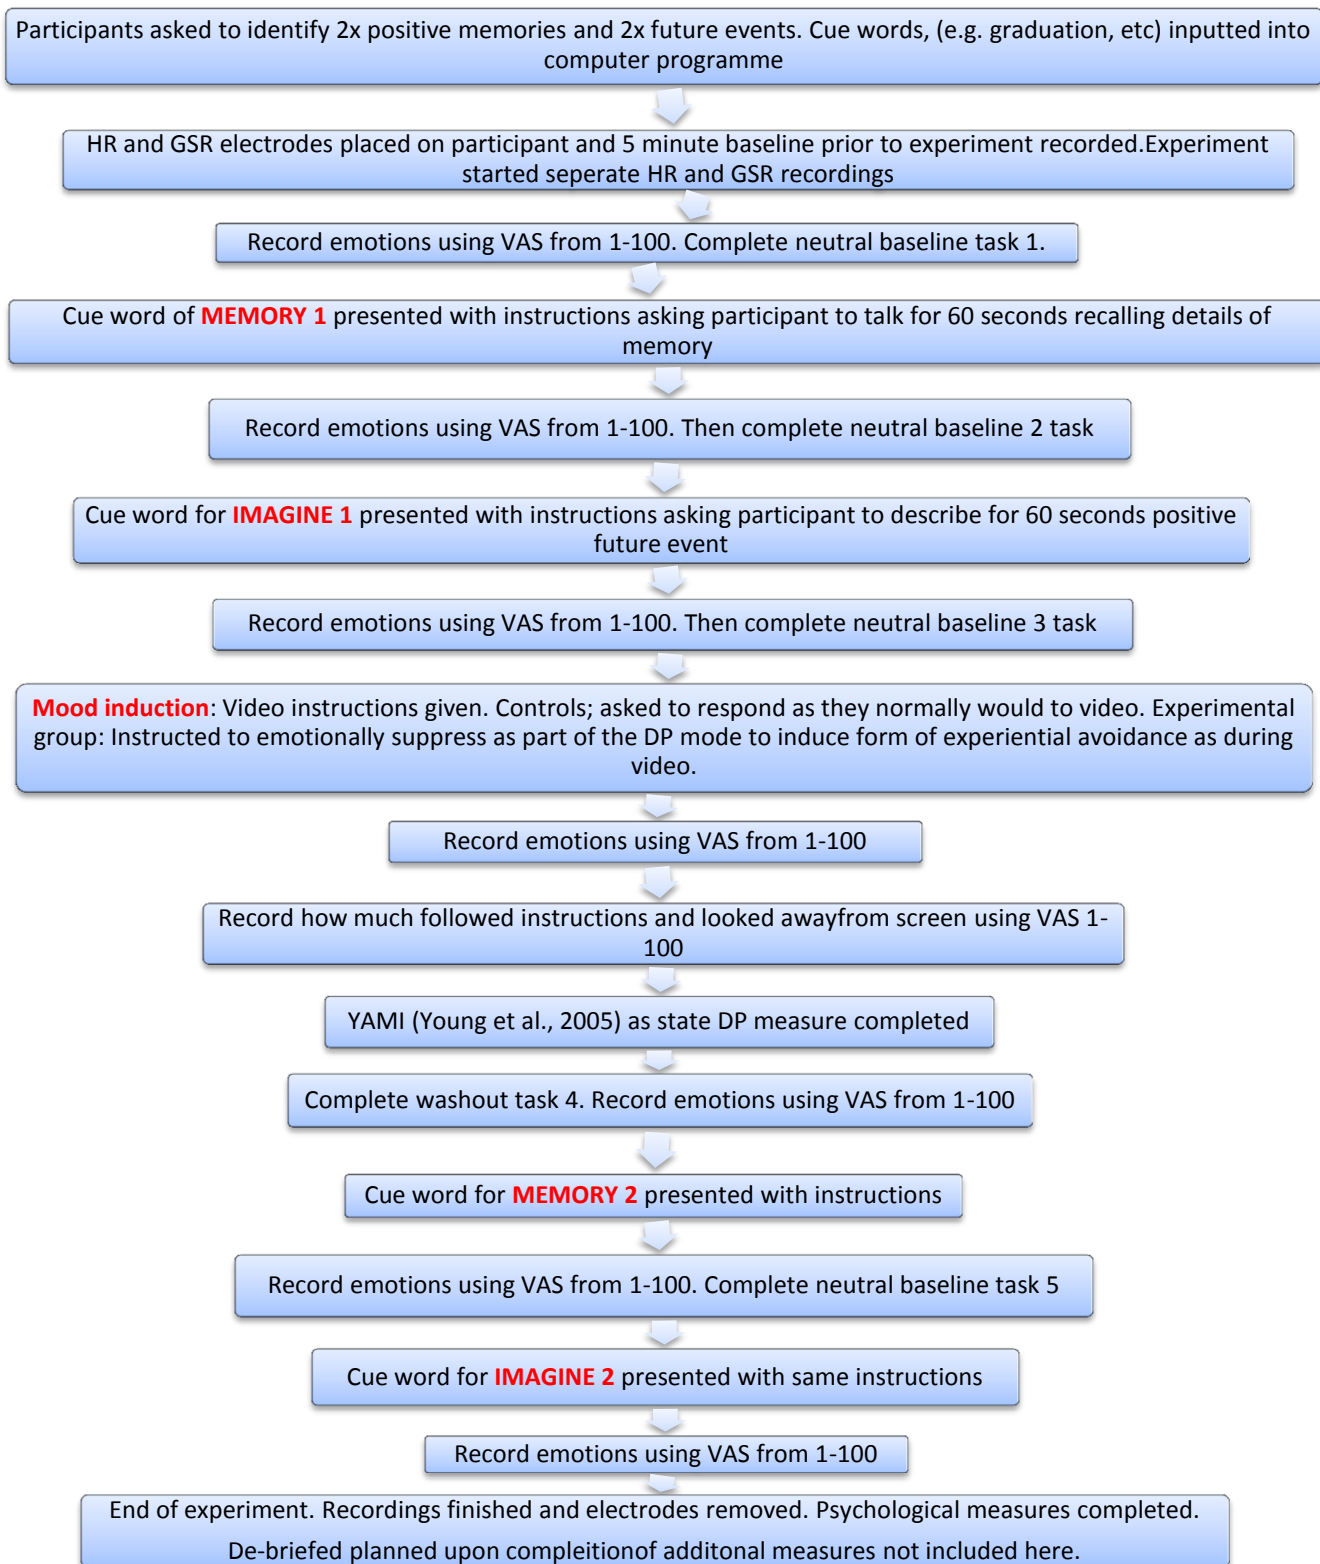 Participants asked to identify 2x positive memories and 2x future events. Cue words, (e.g. graduation, etc) inputted into
computer programme
HR and GSR electrodes placed on participant and 5 minute baseline prior to experiment recorded.Experiment
started seperate HR and GSR recordings
Record emotions using VAS from 1-100. Complete neutral baseline task 1.
Cue word of MEMORY 1 presented with instructions asking participant to talk for 60 seconds recalling details of
memory
Record emotions using VAS from 1-100. Then complete neutral baseline 2 task
Cue word for IMAGINE 1 presented with instructions asking participant to describe for 60 seconds positive
future event
Record emotions using VAS from 1-100. Then complete neutral baseline 3 task
Mood induction: Video instructions given. Controls; asked to respond as they normally would to video. Experimental
group: Instructed to emotionally suppress as part of the DP mode to induce form of experiential avoidance as during
video.
Record emotions using VAS from 1-100
Record how much followed instructions and looked awayfrom screen using VAS 1-
100
YAMI (Young et al., 2005) as state DP measure completed
Complete washout task 4. Record emotions using VAS from 1-100
Cue word for MEMORY 2 presented with instructions
Record emotions using VAS from 1-100. Complete neutral baseline task 5
Cue word for IMAGINE 2 presented with same instructions
Record emotions using VAS from 1-100
End of experiment. Recordings finished and electrodes removed. Psychological measures completed.
De-briefed planned upon compleitionof additonal measures not included here.